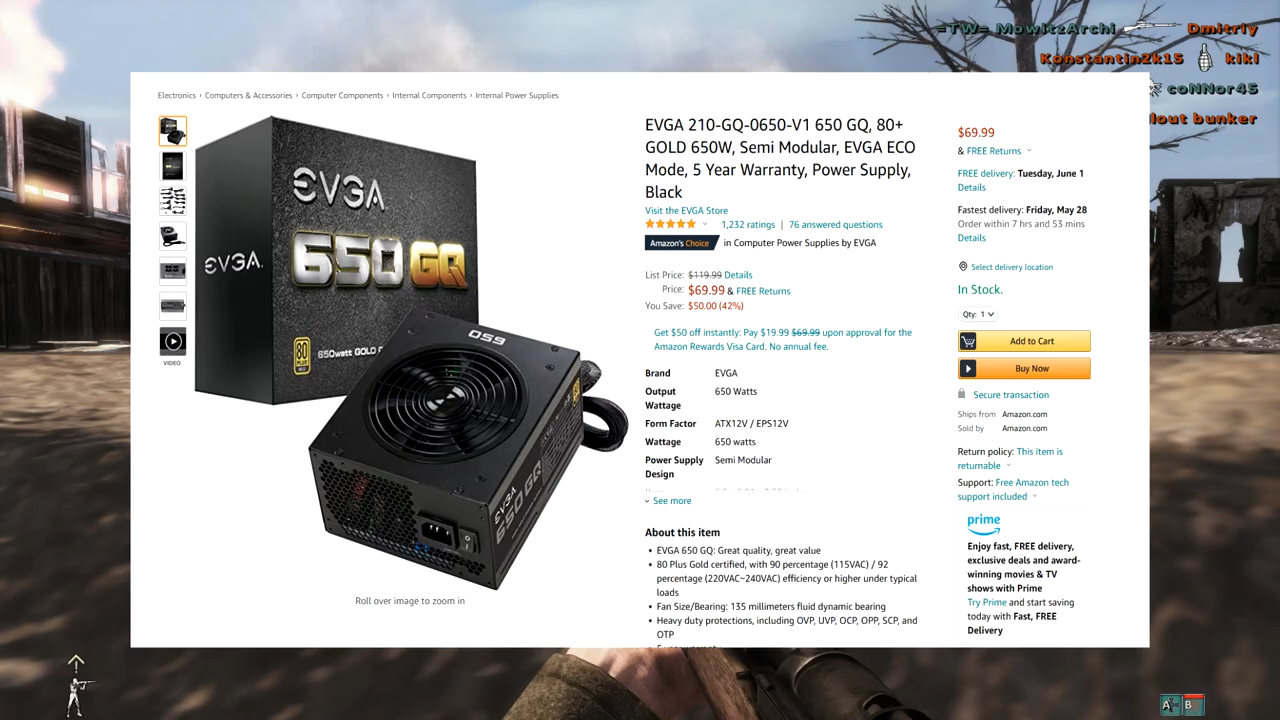 =TW= MowitzArchi Dmitriy
Konstantin2k15 kiki
coNNor45
lout bunker
Electronics › Computers & Accessories › Computer Components › Internal Components › Internal Power Supplies
EVGA
650 GQ
EVGA.
80 PLUS GOLD
650watt GOLD
650
EVGA
650 GQ
VIDEO
Roll over image to zoom in
EVGA 210-GQ-0650-V1 650 GQ, 80+
GOLD 650W, Semi Modular, EVGA ECO
Mode, 5 Year Warranty, Power Supply,
Black
Visit the EVGA Store
1,232 ratings | 76 answered questions
Amazon's Choice in Computer Power Supplies by EVGA
List Price: $119.99 Details
Price: $69.99 & FREE Returns
You Save: $50.00 (42%)
Get $50 off instantly: Pay $19.99 $69.99 upon approval for the
Amazon Rewards Visa Card. No annual fee.
Brand EVGA
Output 650 Watts
Wattage
Form Factor ATX12V / EPS12V
Wattage 650 watts
Power Supply Semi Modular
Design
See more
About this item
• EVGA 650 GQ: Great quality, great value
• 80 Plus Gold certified, with 90 percentage (115VAC) / 92
percentage (220VAC~240VAC) efficiency or higher under typical
loads
• Fan Size/Bearing: 135 millimeters fluid dynamic bearing
• Heavy duty protections, including OVP, UVP, OCP, OPP, SCP, and
OTP
$69.99
& FREE Returns
FREE delivery: Tuesday, June 1
Details
Fastest delivery: Friday, May 28
Order within 7 hrs and 53 mins
Details
Select delivery location
In Stock.
Qty: 1
Add to Cart
Buy Now
Secure transaction
Ships from Amazon.com
Sold by Amazon.com
Return policy: This item is
returnable
Support: Free Amazon tech
support included
prime
Enjoy fast, FREE delivery,
exclusive deals and award-
winning movies & TV
shows with Prime
Try Prime and start saving
today with Fast, FREE
Delivery
A B